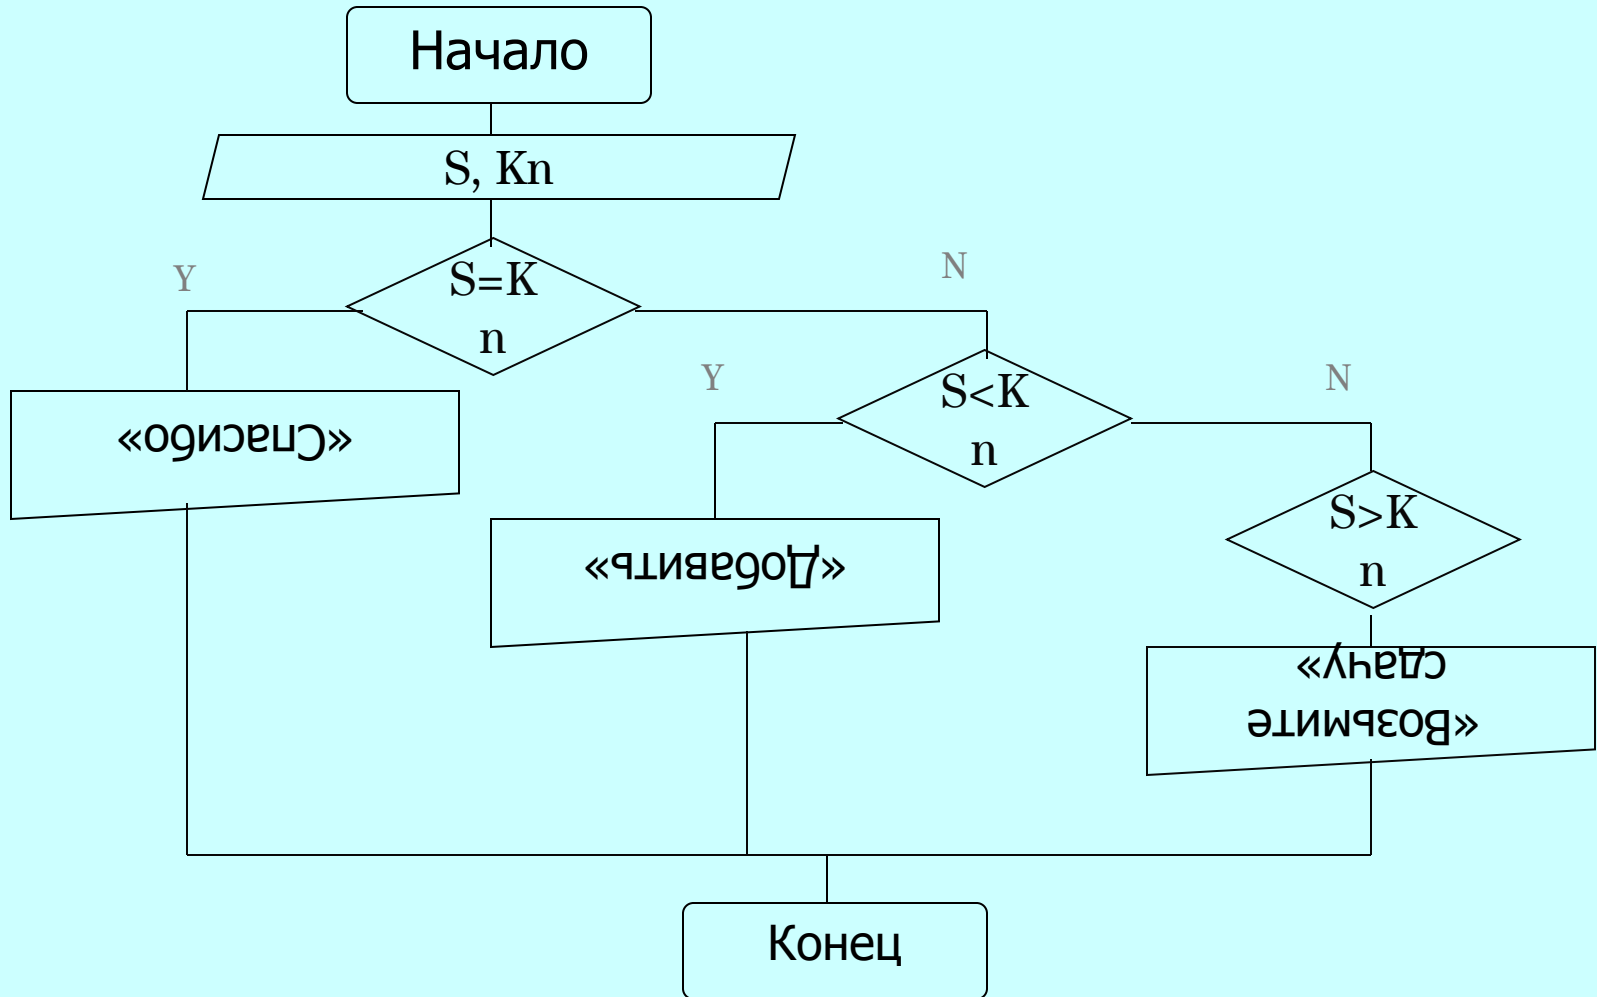 Начало
S, Kn
Y
N
S=K
n
Y
N
S<K
n
«Спасибо»
S>K
n
«Добавить»
«Возьмите
сдачу»
Конец